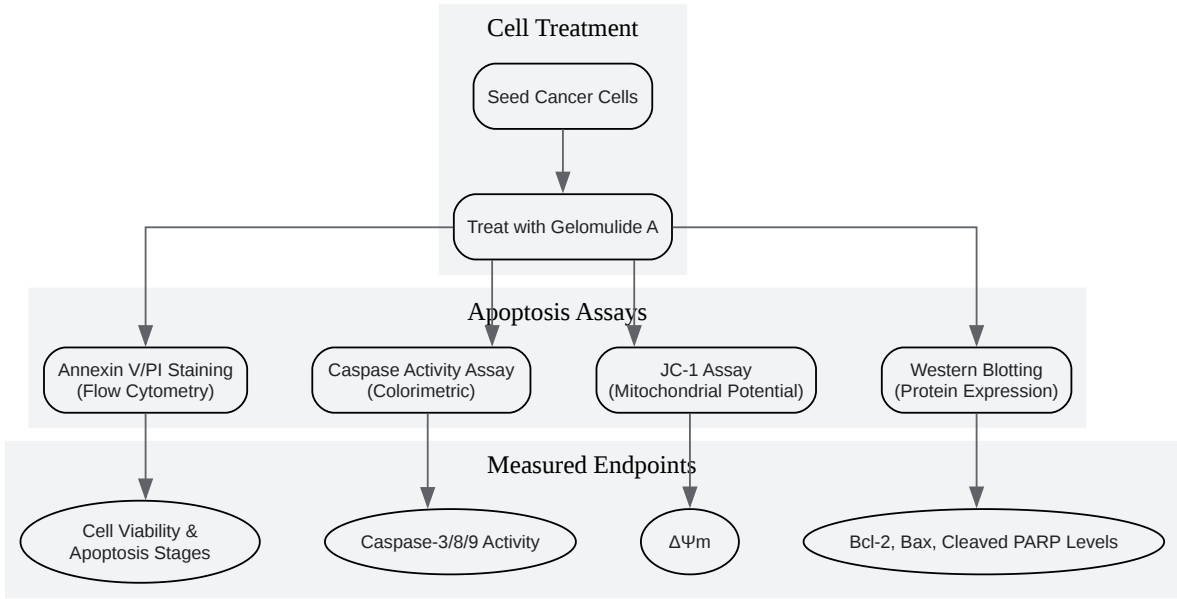 Cell Treatment
Seed Cancer Cells
Treat with Gelomulide A
Apoptosis Assays
Annexin V/PI Staining
(Flow Cytometry)
Caspase Activity Assay
(Colorimetric)
JC-1 Assay
(Mitochondrial Potential)
Western Blotting
(Protein Expression)
Measured Endpoints
Cell Viability &
Apoptosis Stages
Caspase-3/8/9 Activity
ΔΨm
Bcl-2, Bax, Cleaved PARP Levels